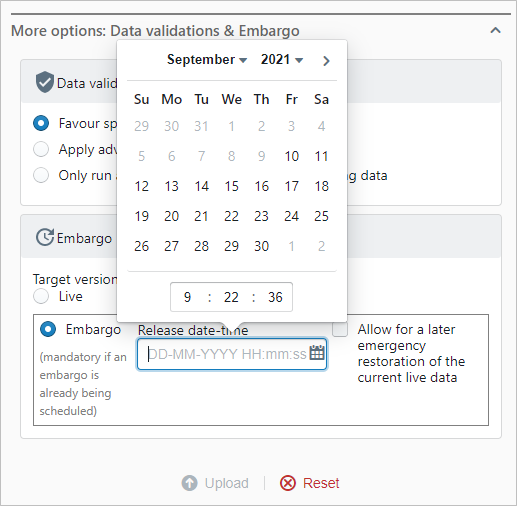 More options: Data validations & Embargo
September 2021
Su Mo Tu We Th Fr Sa
29 30 31 1 2 3 4
5 6 7 8 9 10 11
12 13 14 15 16 17 18
19 20 21 22 23 24 25
26 27 28 29 30 1 2
9 : 22 : 36
Data valid
Favour sp
Apply adv
Only run ng data
Embargo
Target version
Live
Embargo
(mandatory if an
embargo is
already being
scheduled)
Release date-time
DD-MM-YYYY HH:mm:ss
Allow for a later
emergency
restoration of the
current live data
Upload
Reset